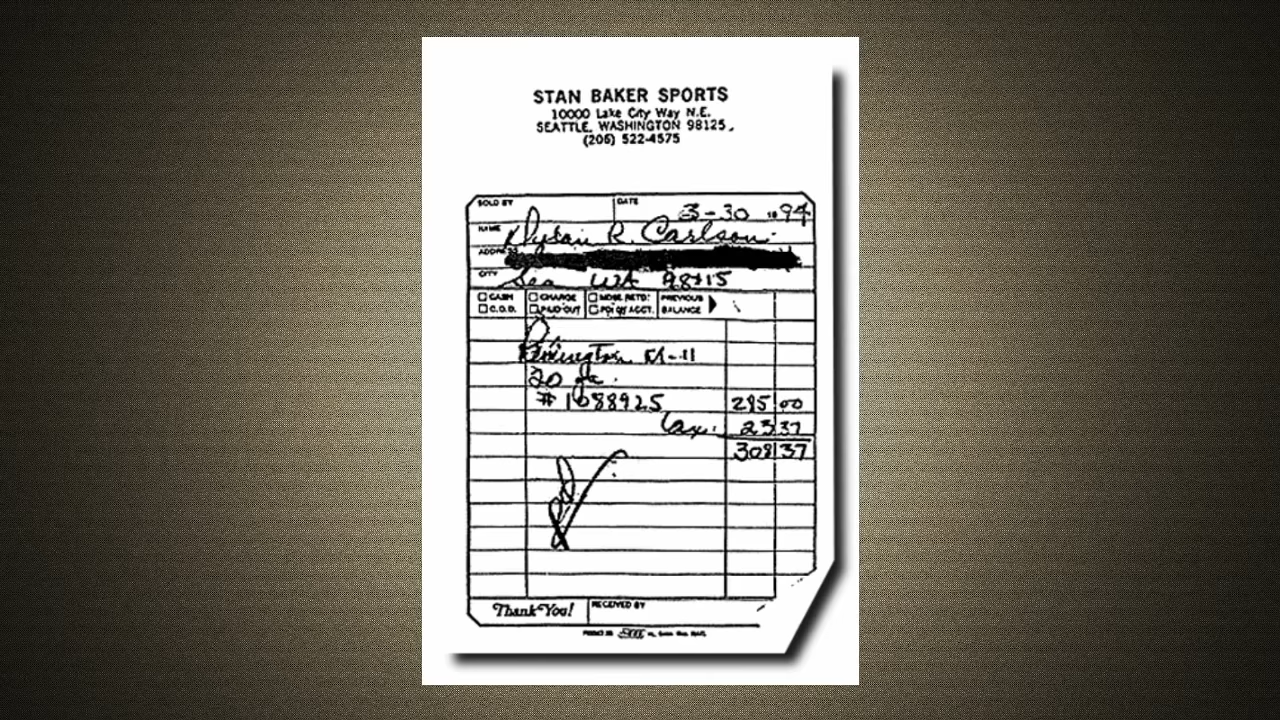 STAN BAKER SPORTS
10000 Lake City Way N.E.
SEATTLE, WASHINGTON 98125
(206) 522-4575
SOLD BY DATE 3-30 1994
NAME Dylan R. Carlson
ADDRESS
CITY Sea WA 98115
CASH CHARGE MDSE RETD. PREVIOUS
C.O.D. PAID OUT PD. ON ACCT. BALANCE
Remington M-11
20 ga.
# 1088925 285 00
tax. 23 37
308 37
Thank You! RECEIVED BY